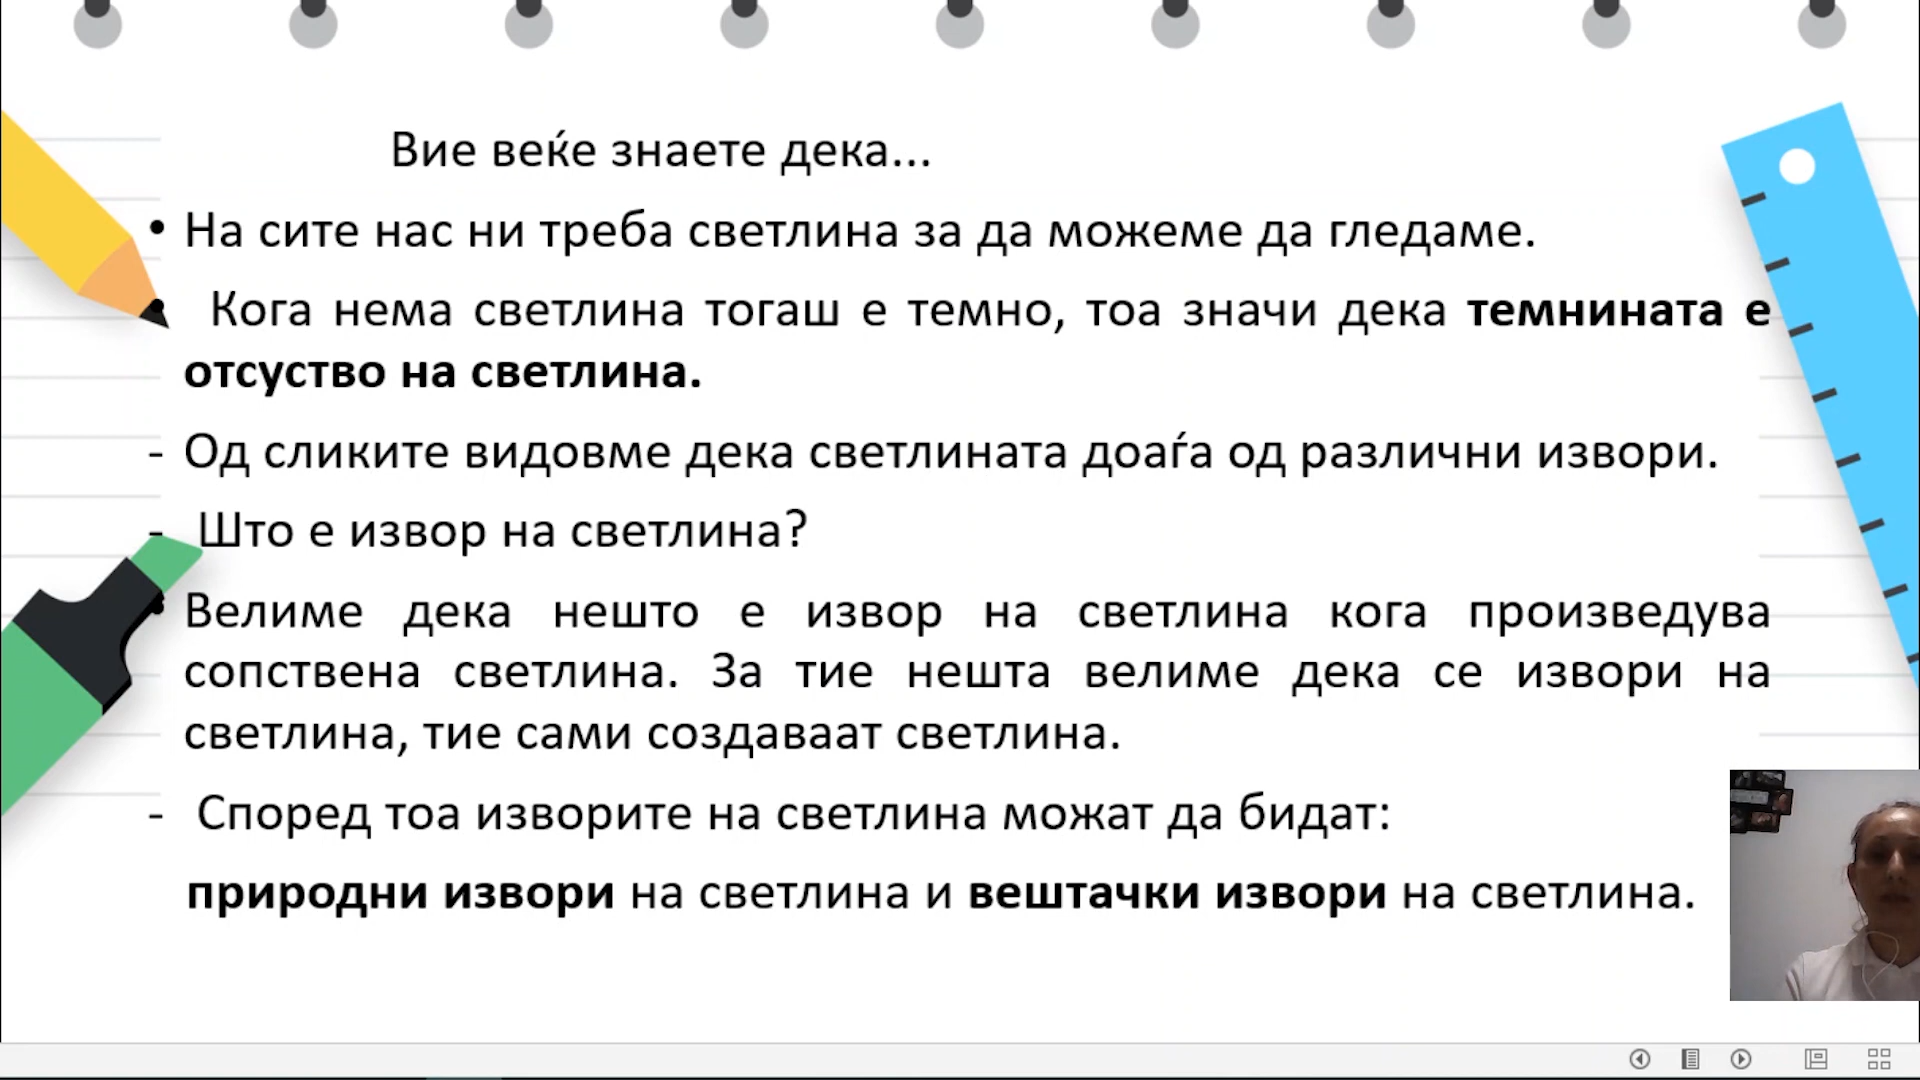 Вие веќе знаете дека...
• На сите нас ни треба светлина за да можеме да гледаме.
• Кога нема светлина тогаш е темно, тоа значи дека темнината е
отсуство на светлина.
- Од сликите видовме дека светлината доаѓа од различни извори.
- Што е извор на светлина?
• Велиме дека нешто е извор на светлина кога произведува
сопствена светлина. За тие нешта велиме дека се извори на
светлина, тие сами создаваат светлина.
- Според тоа изворите на светлина можат да бидат:
природни извори на светлина и вештачки извори на светлина.